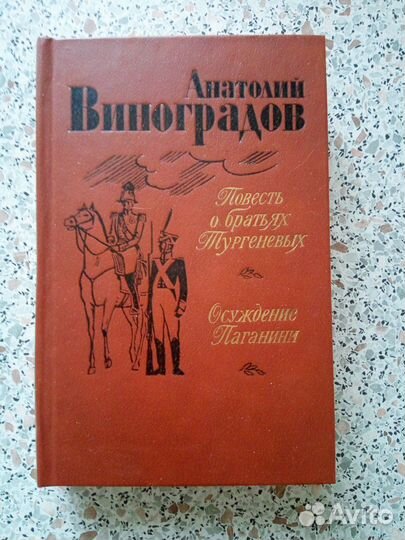 Анатолий
Виноградов
Повесть
о братьях
Тургеневых
Осуждение
Паганини
Avito